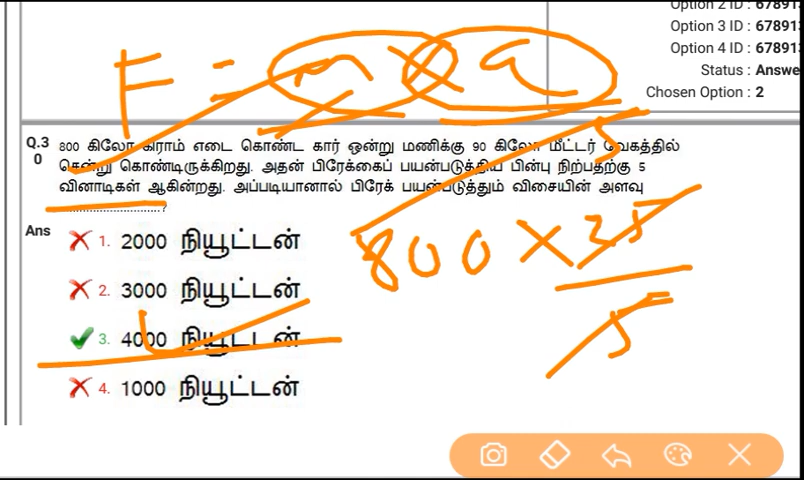 Option 2 ID : 67891
Option 3 ID : 67891
Option 4 ID : 67891
Status : Answe
Chosen Option : 2
F = m × a
Q.30 800 கிலோ கிராம் எடை கொண்ட கார் ஒன்று மணிக்கு 90 கிலோ மீட்டர் வேகத்தில்
சென்று கொண்டிருக்கிறது. அதன் பிரேக்கைப் பயன்படுத்திய பின்பு நிற்பதற்கு 5
வினாடிகள் ஆகின்றது. அப்படியானால் பிரேக் பயன்படுத்தும் விசையின் அளவு
..............................?
Ans
1. 2000 நியூட்டன்
2. 3000 நியூட்டன்
3. 4000 நியூட்டன்
4. 1000 நியூட்டன்
5
800 × 25
5